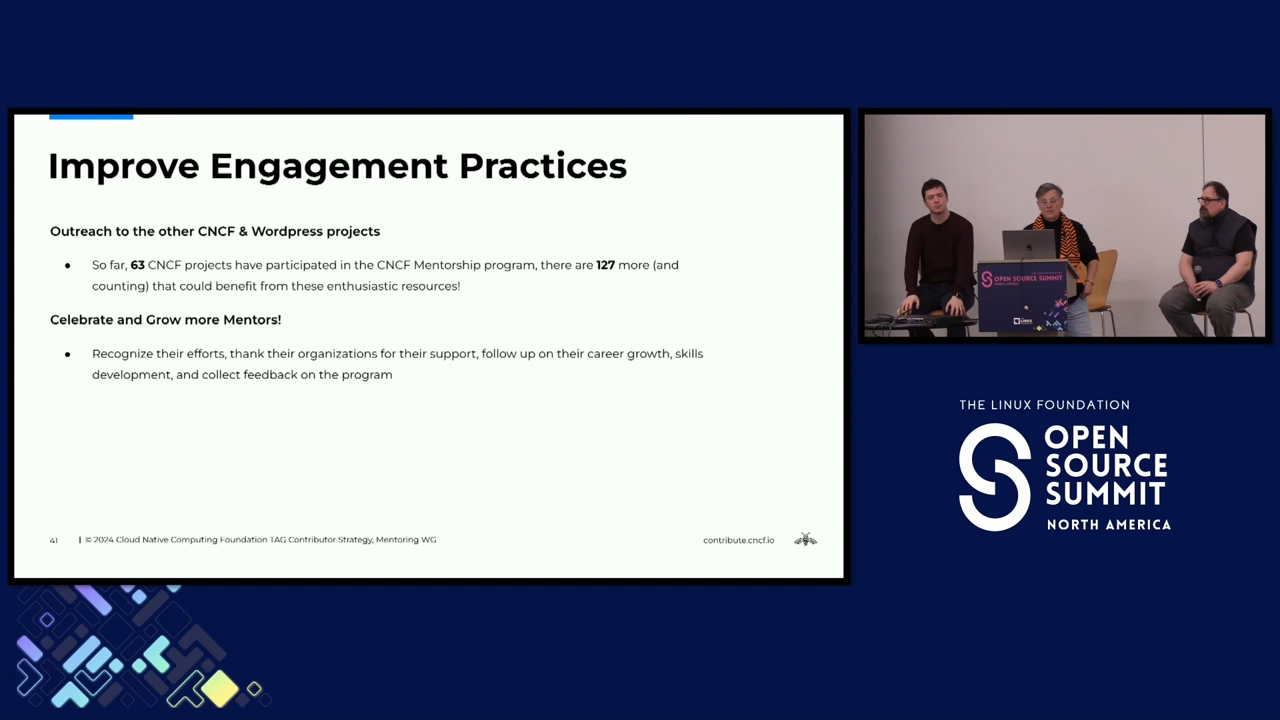 Improve Engagement Practices
Outreach to the other CNCF & Wordpress projects
● So far, 63 CNCF projects have participated in the CNCF Mentorship program, there are 127 more (and
counting) that could benefit from these enthusiastic resources!
Celebrate and Grow more Mentors!
● Recognize their efforts, thank their organizations for their support, follow up on their career growth, skills
development, and collect feedback on the program
41 | © 2024 Cloud Native Computing Foundation TAG Contributor Strategy, Mentoring WG
contribute.cncf.io
OPEN SOURCE SUMMIT
THE LINUX FOUNDATION
OPEN
SOURCE
SUMMIT
NORTH AMERICA